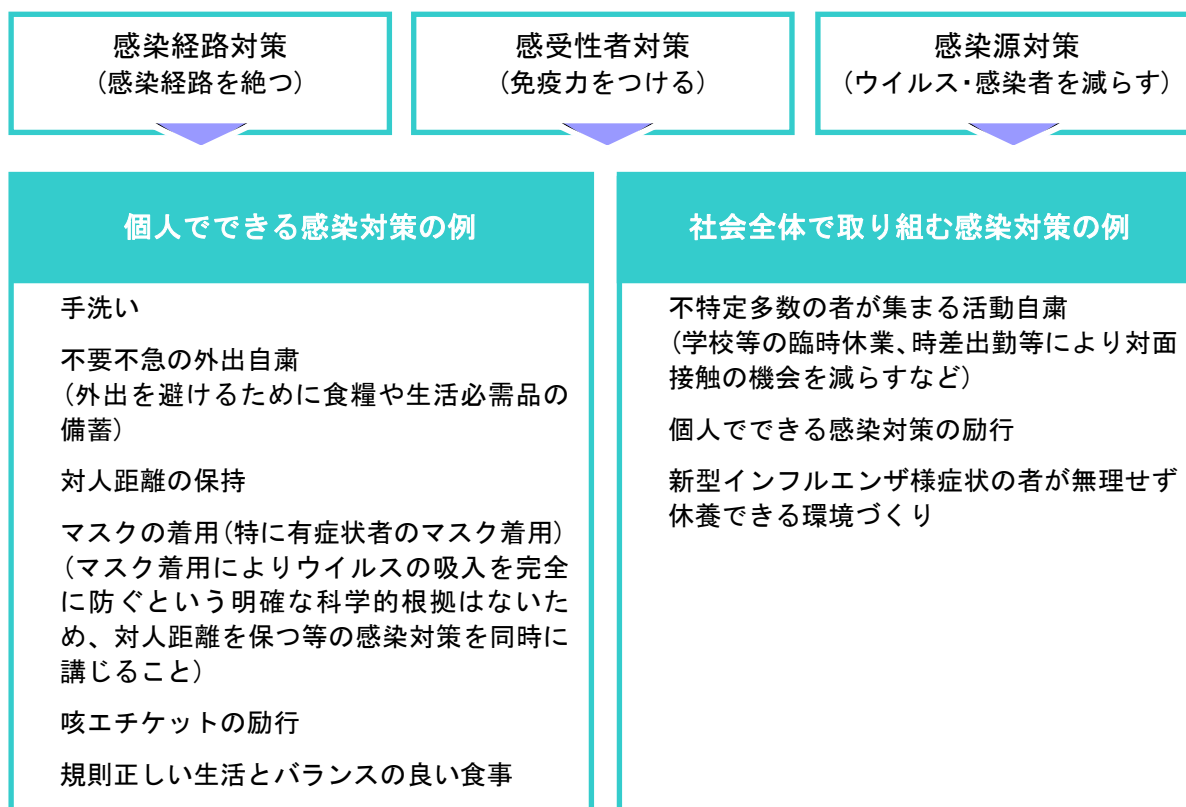 感染経路対策
(感染経路を絶つ)
感受性者対策
(免疫力をつける)
感染源対策
(ウイルス・感染者を減らす)
個人でできる感染対策の例
手洗い
不要不急の外出自粛
(外出を避けるために食糧や生活必需品の
備蓄)
対人距離の保持
マスクの着用(特に有症状者のマスク着用)
(マスク着用によりウイルスの吸入を完全
に防ぐという明確な科学的根拠はないた
め、対人距離を保つ等の感染対策を同時に
講じること)
咳エチケットの励行
規則正しい生活とバランスの良い食事
社会全体で取り組む感染対策の例
不特定多数の者が集まる活動自粛
(学校等の臨時休業、時差出勤等により対面
接触の機会を減らすなど)
個人でできる感染対策の励行
新型インフルエンザ様症状の者が無理せず
休養できる環境づくり